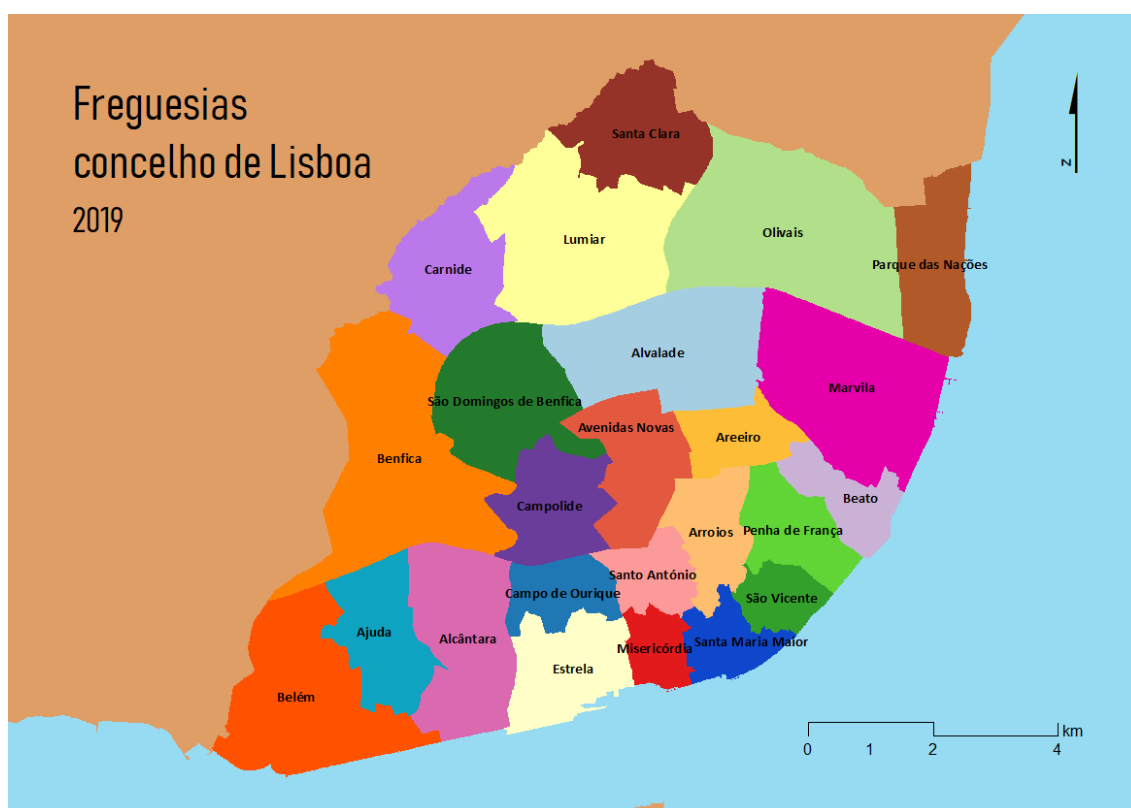 Freguesias
concelho de Lisboa
2019
Santa Clara
Z
Olivais
Lumiar
Parque das Nações
Carnide
Alvalade
Marvila
São Domingos de Benfica
Avenidas Novas
Areeiro
Benfica
Beato
Campolide
Penha de França
Arroios
Santo António
Campo de Ourique
São Vicente
Ajuda
Alcântara
Santa Maria Maior
Misericórdia
Estrela
Belém
km
0 1 2 4